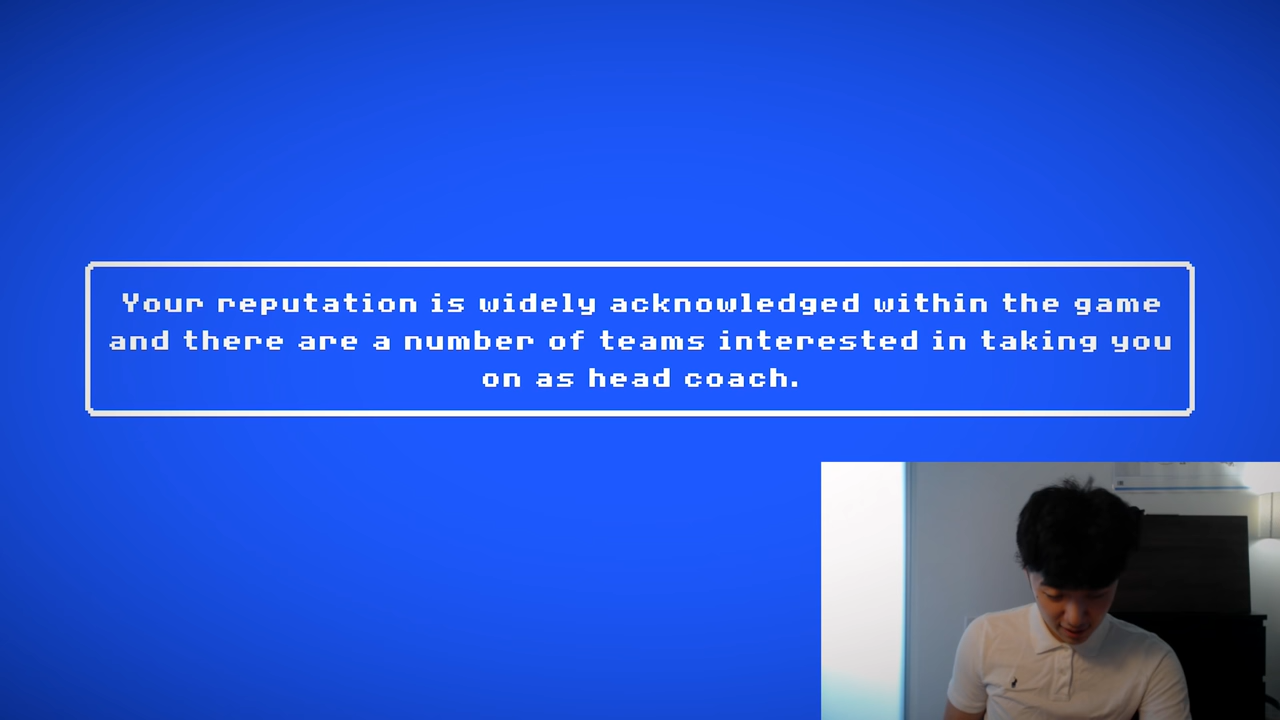 Your reputation is widely acknowledged within the game
and there are a number of teams interested in taking you
on as head coach.